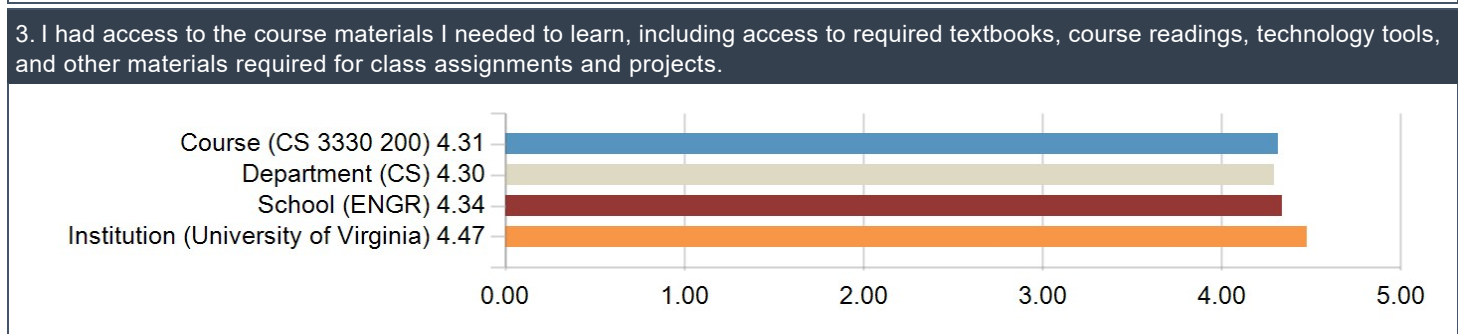 3. I had access to the course materials I needed to learn, including access to required textbooks, course readings, technology tools,
and other materials required for class assignments and projects.
Course (CS 3330 200) 4.31
Department (CS) 4.30
School (ENGR) 4.34
Institution (University of Virginia) 4.47
0.00 1.00 2.00 3.00 4.00 5.00